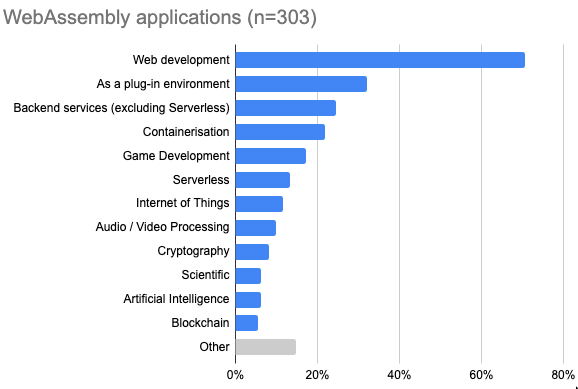 WebAssembly applications (n=303)
Web development
As a plug-in environment
Backend services (excluding Serverless)
Containerisation
Game Development
Serverless
Internet of Things
Audio / Video Processing
Cryptography
Scientific
Artificial Intelligence
Blockchain
Other
0% 20% 40% 60% 80%